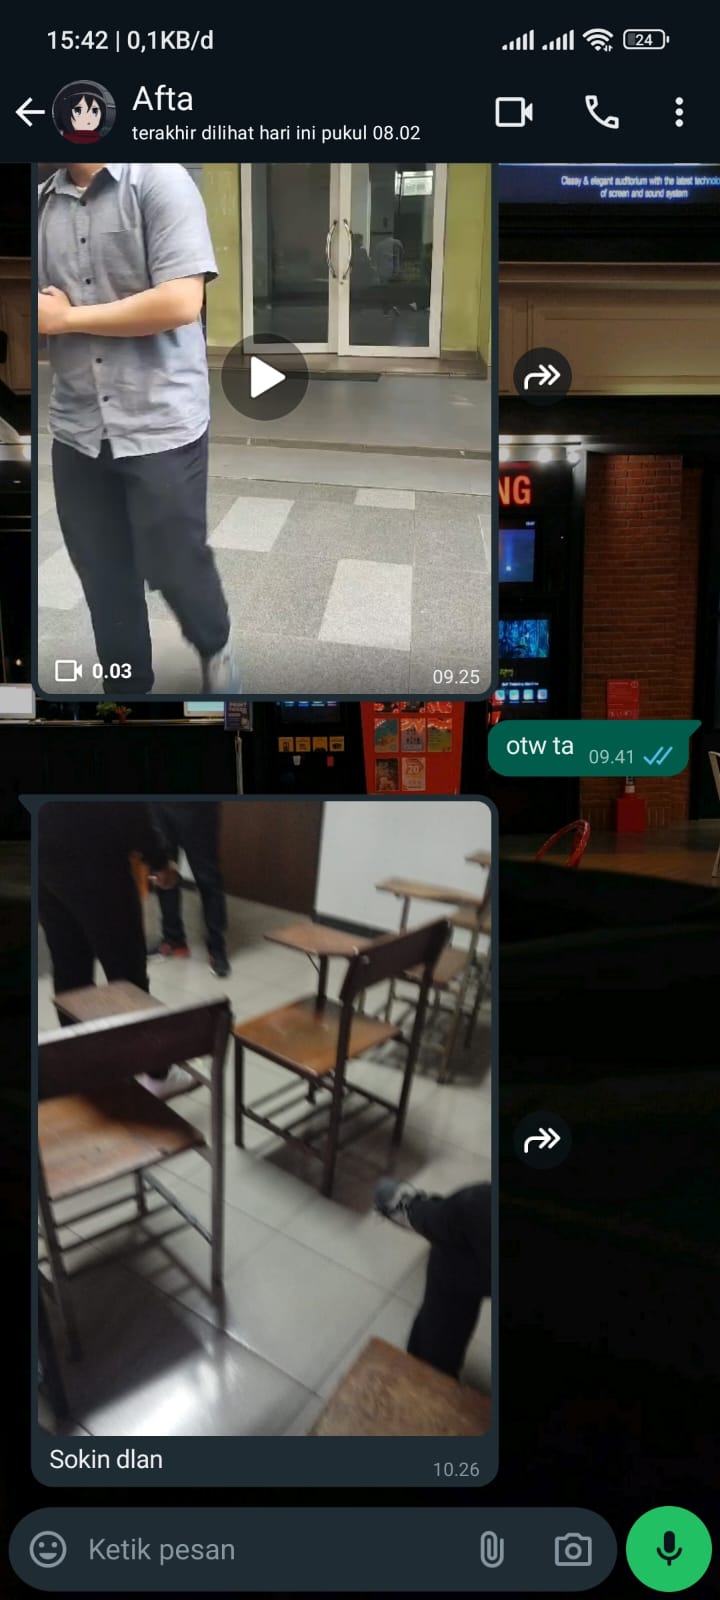 15:42 | 0,1KB/d
24
Afta
terakhir dilihat hari ini pukul 08.02
Classy & elegant auditorium with the latest technolo
of screen and sound system
NG
0.03
09.25
otw ta
09.41
20
Sokin dlan
10.26
Ketik pesan